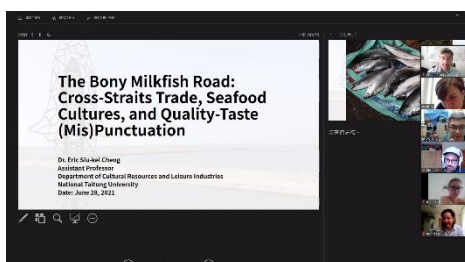 The Bony Milkfish Road:
Cross-Straits Trade, Seafood
Cultures, and Quality-Taste
(Mis)Punctuation
Dr. Eric Siu-kei Cheng
Assistant Professor
Department of Cultural Resources and Leisure Industries
National Taitung University
Date: June 28, 2021